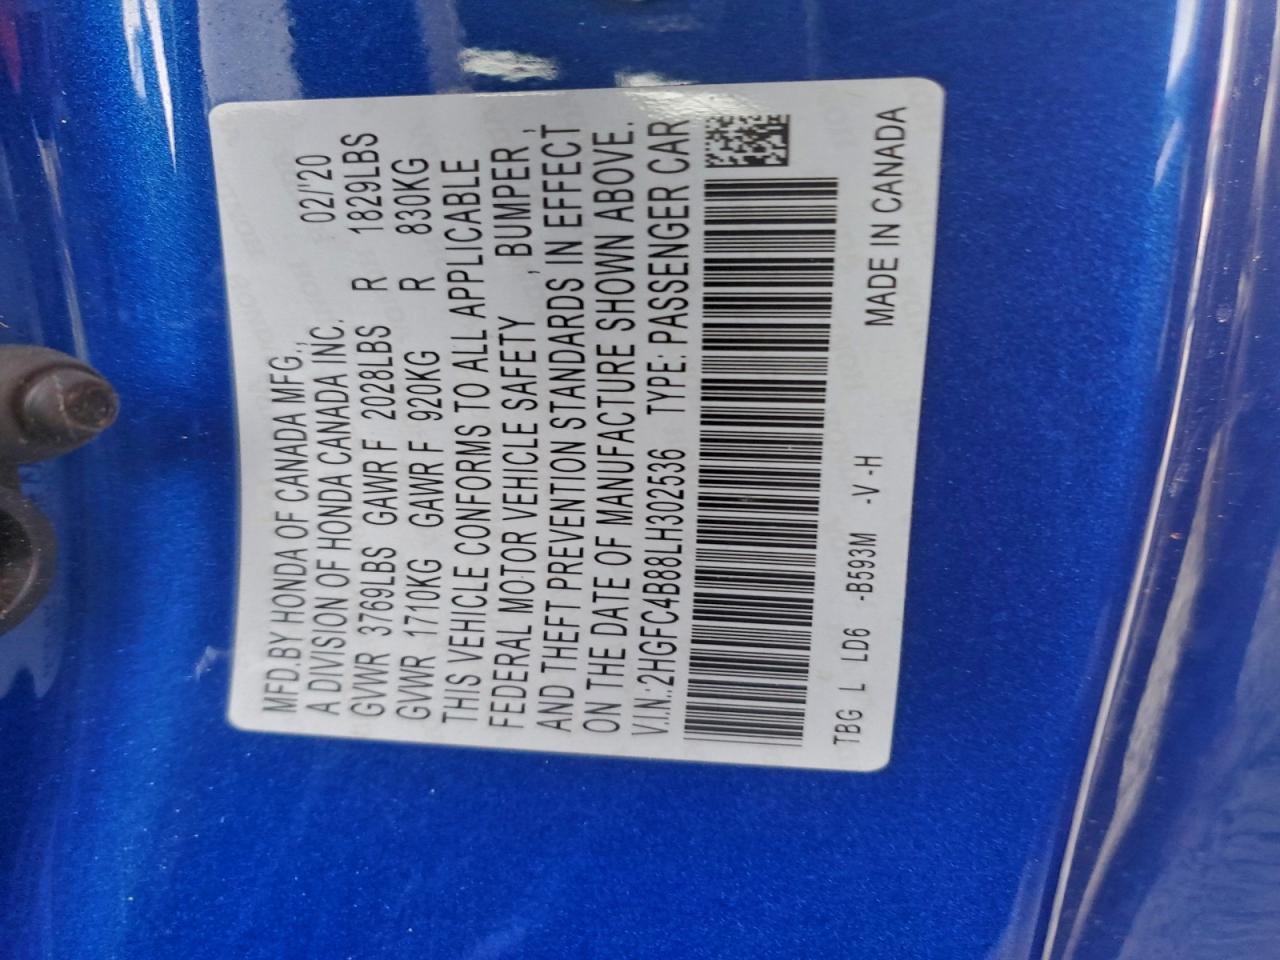 MFD.BY HONDA OF CANADA MFG.,
A DIVISION OF HONDA CANADA INC. 02/'20
GVWR 3769LBS GAWR F 2028LBS R 1829LBS
GVWR 1710KG GAWR F 920KG R 830KG
THIS VEHICLE CONFORMS TO ALL APPLICABLE
FEDERAL MOTOR VEHICLE SAFETY , BUMPER ,
AND THEFT PREVENTION STANDARDS IN EFFECT
ON THE DATE OF MANUFACTURE SHOWN ABOVE.
V.I.N.:2HGFC4B88LH302536 TYPE: PASSENGER CAR
TBG L LD6 -B593M -V -H
MADE IN CANADA